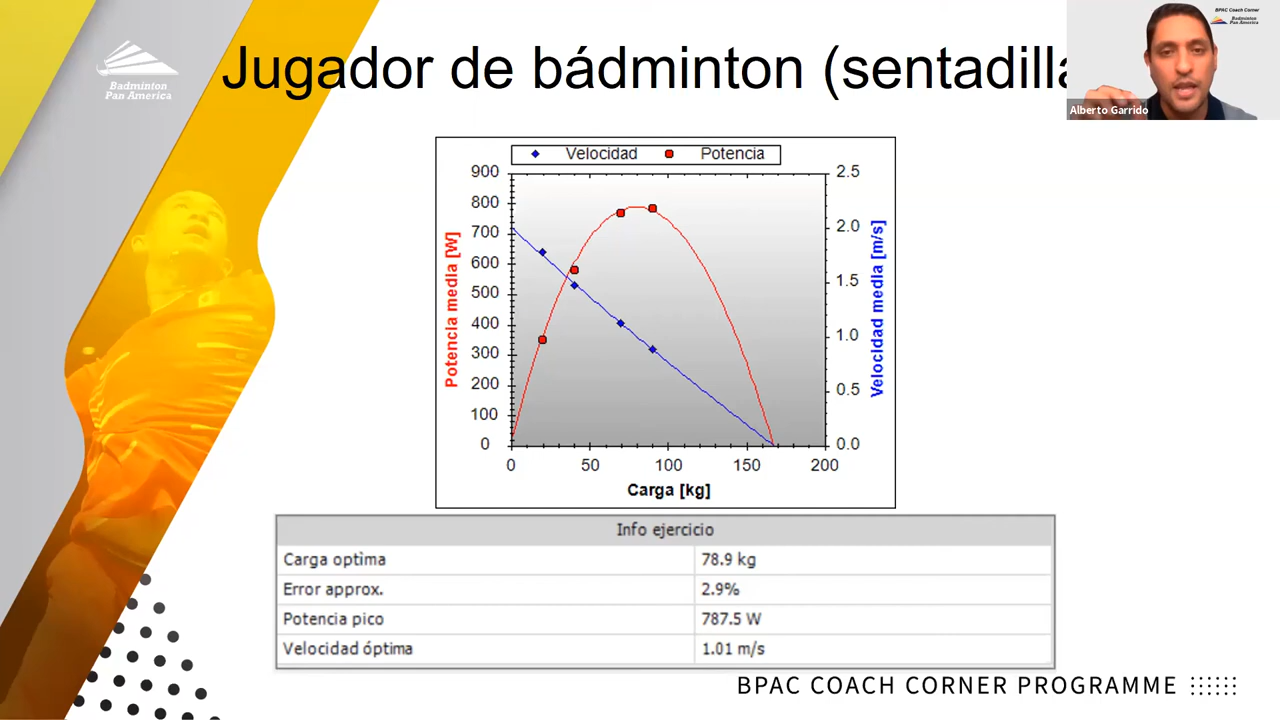 Badminton
Pan America
Jugador de bádminton (sentadilla
BPAC Coach Corner
Badminton
Pan America
Alberto Garrido
Velocidad Potencia
900
800
700
600
500
400
300
200
100
0
Potencia media [W]
2.5
2.0
1.5
1.0
0.5
0.0
Velocidad media [m/s]
0 50 100 150 200
Carga [kg]
Info ejercicio
Carga optima 78.9 kg
Error approx. 2.9%
Potencia pico 787.5 W
Velocidad óptima 1.01 m/s
BPAC COACH CORNER PROGRAMME